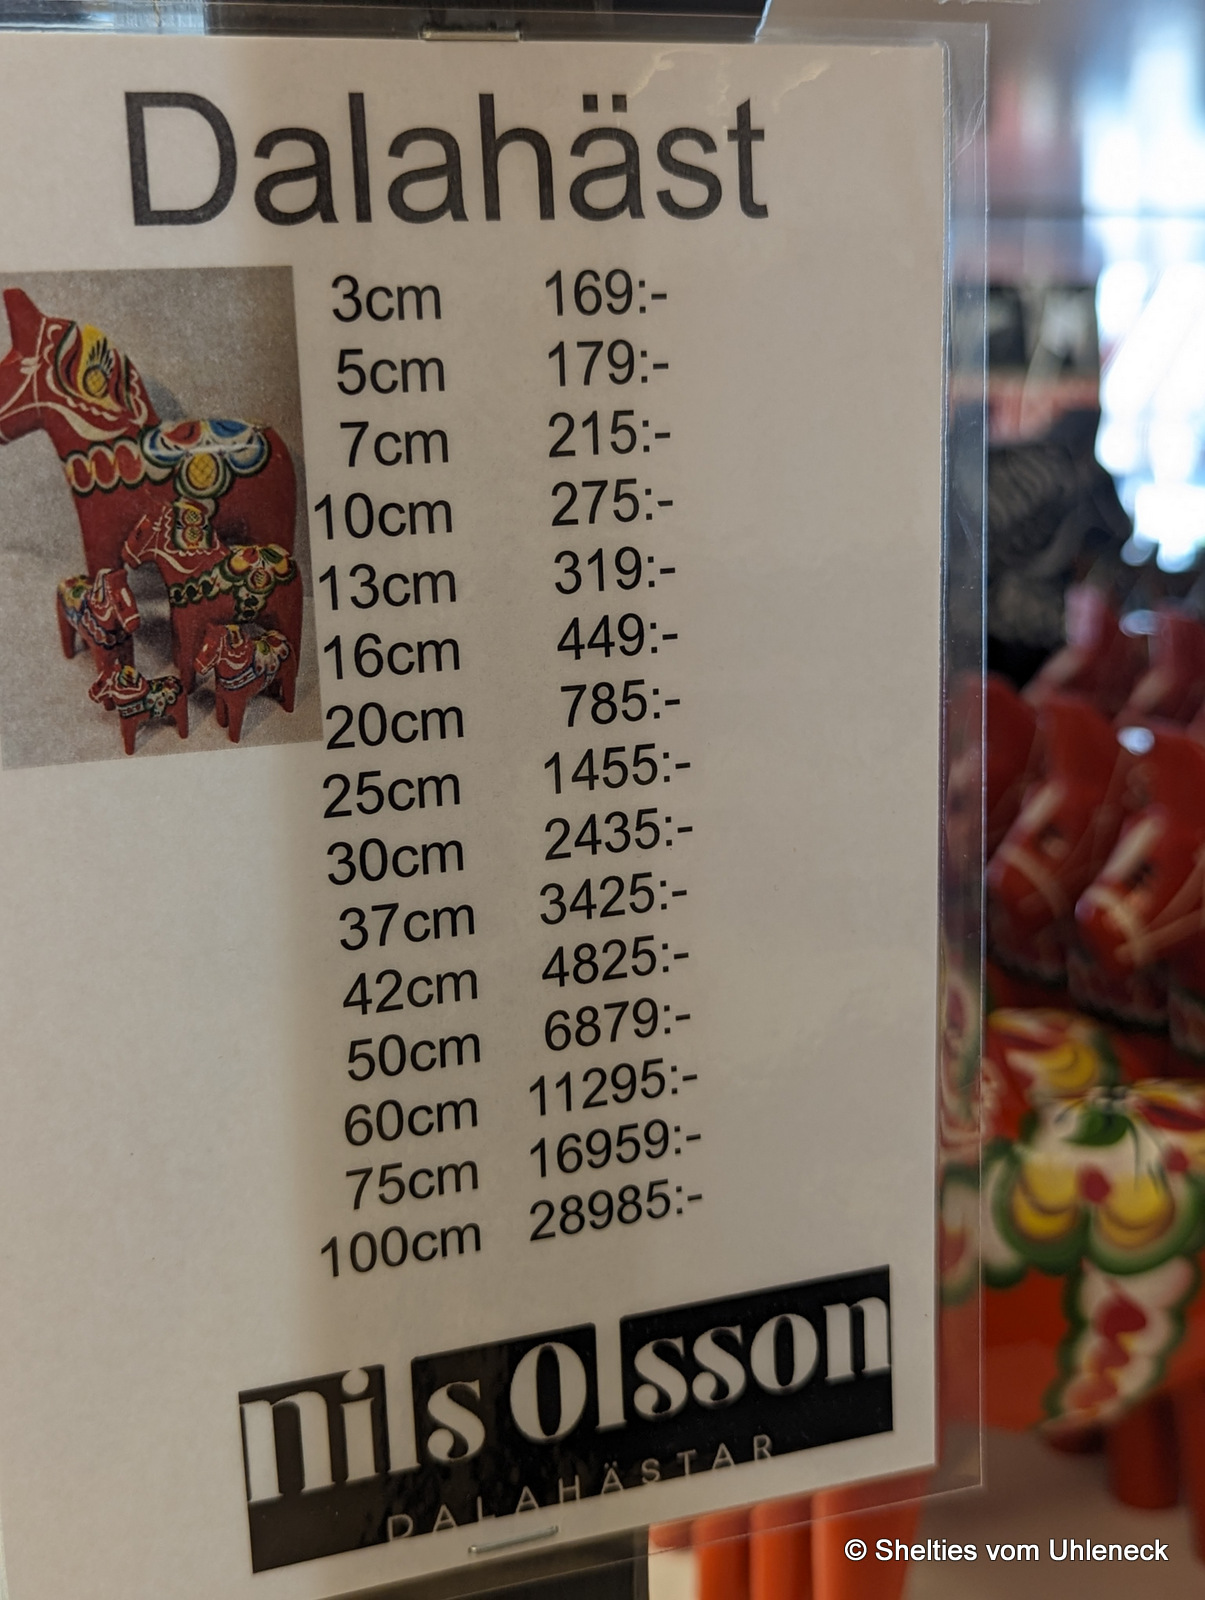 Dalahäst
3cm 169:-
5cm 179:-
7cm 215:-
10cm 275:-
13cm 319:-
16cm 449:-
20cm 785:-
25cm 1455:-
30cm 2435:-
37cm 3425:-
42cm 4825:-
50cm 6879:-
60cm 11295:-
75cm 16959:-
100cm 28985:-
nils Olsson
DALAHÄSTAR
© Shelties vom Uhleneck